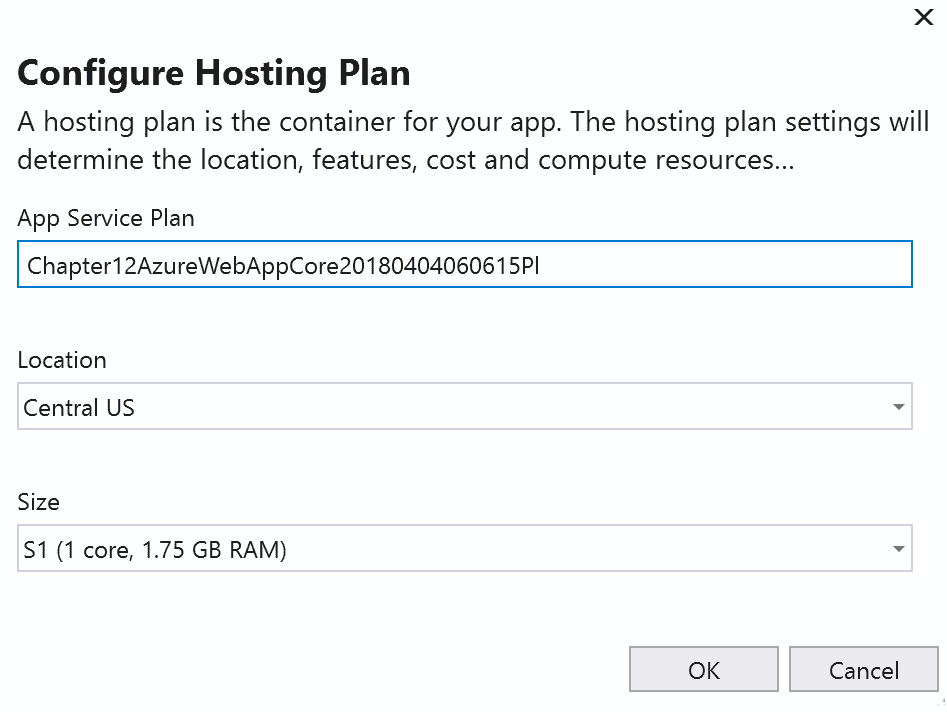 Configure Hosting Plan
A hosting plan is the container for your app. The hosting plan settings will
determine the location, features, cost and compute resources...
App Service Plan
Chapter12AzureWebAppCore20180404060615Pl
Location
Central US
Size
S1 (1 core, 1.75 GB RAM)
OK Cancel